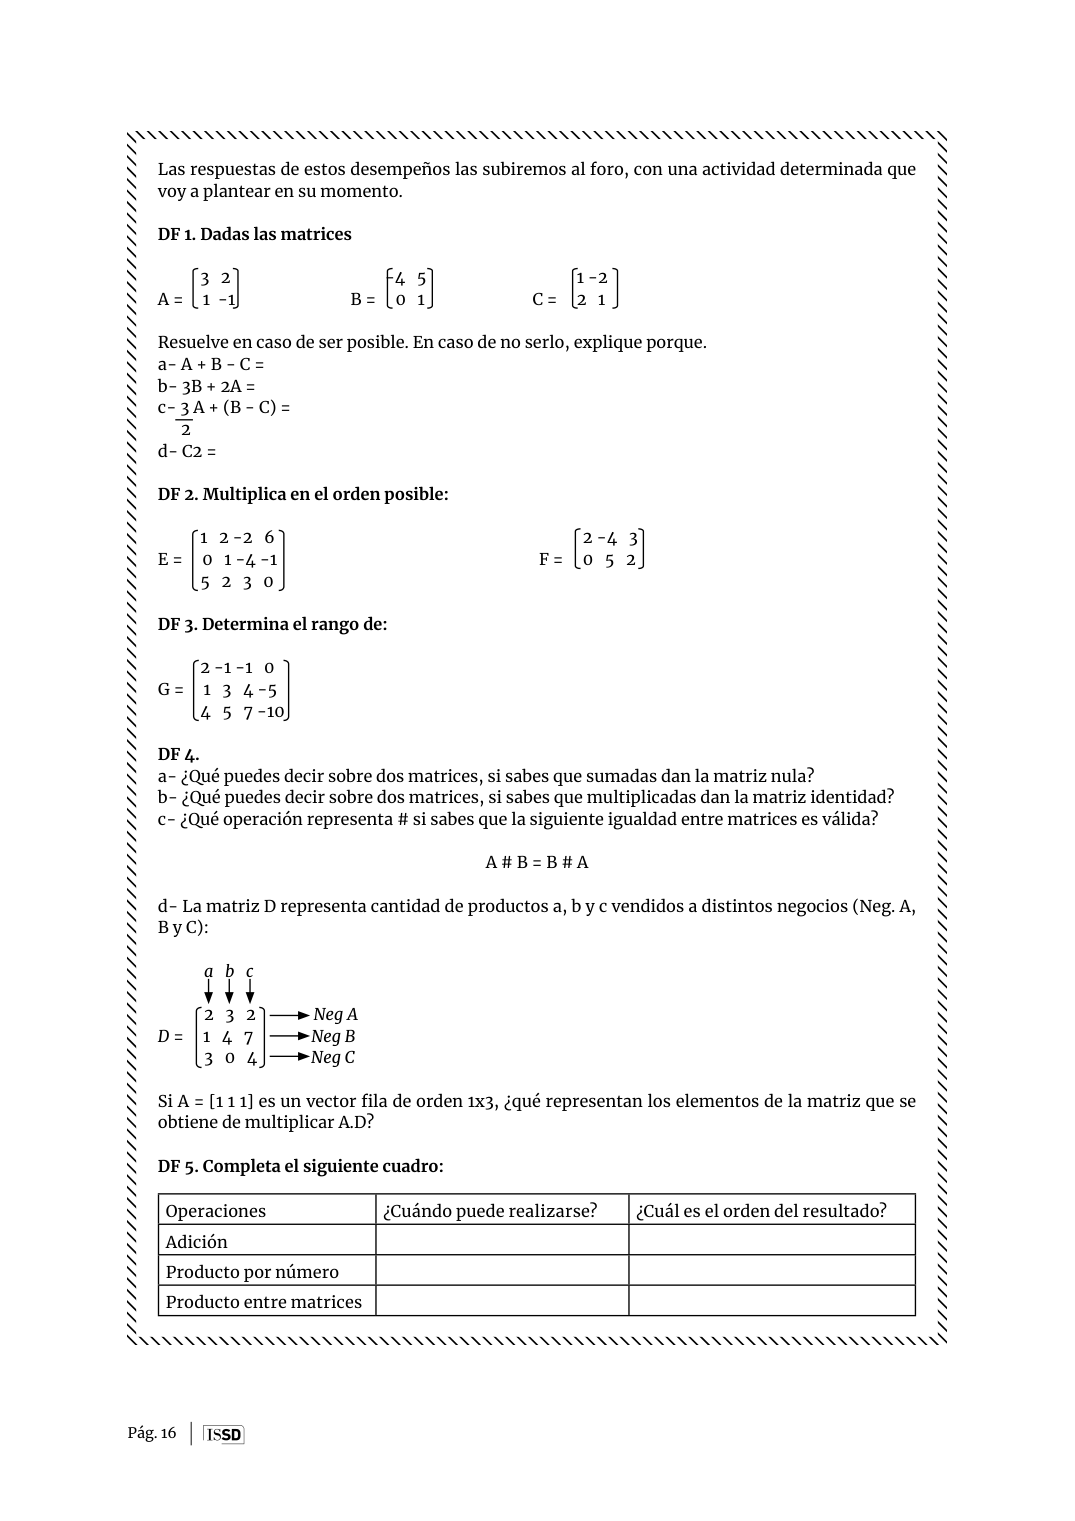 Las respuestas de estos desempeños las subiremos al foro, con una actividad determinada que
voy a plantear en su momento.
DF 1. Dadas las matrices
3 2
-4 5
1 -2
A = 1 -1
B = 0 1
C = 2 1
Resuelve en caso de ser posible. En caso de no serlo, explique porque.
a- A + B - C =
b- 3B + 2A =
c- 3 A + (B - C) =
2
d- C2 =
DF 2. Multiplica en el orden posible:
1 2 -2 6
2 -4 3
E = 0 1 -4 -1
F = 0 5 2
5 2 3 0
DF 3. Determina el rango de:
2 -1 -1 0
G = 1 3 4 -5
4 5 7 -10
DF 4.
a- ¿Qué puedes decir sobre dos matrices, si sabes que sumadas dan la matriz nula?
b- ¿Qué puedes decir sobre dos matrices, si sabes que multiplicadas dan la matriz identidad?
c- ¿Qué operación representa # si sabes que la siguiente igualdad entre matrices es válida?
A # B = B # A
d- La matriz D representa cantidad de productos a, b y c vendidos a distintos negocios (Neg. A,
B y C):
a b c
2 3 2 Neg A
D = 1 4 7 Neg B
3 0 4 Neg C
Si A = [1 1 1] es un vector fila de orden 1x3, ¿qué representan los elementos de la matriz que se
obtiene de multiplicar A.D?
DF 5. Completa el siguiente cuadro:
Operaciones ¿Cuándo puede realizarse? ¿Cuál es el orden del resultado?
Adición
Producto por número
Producto entre matrices
Pág. 16 ISSD